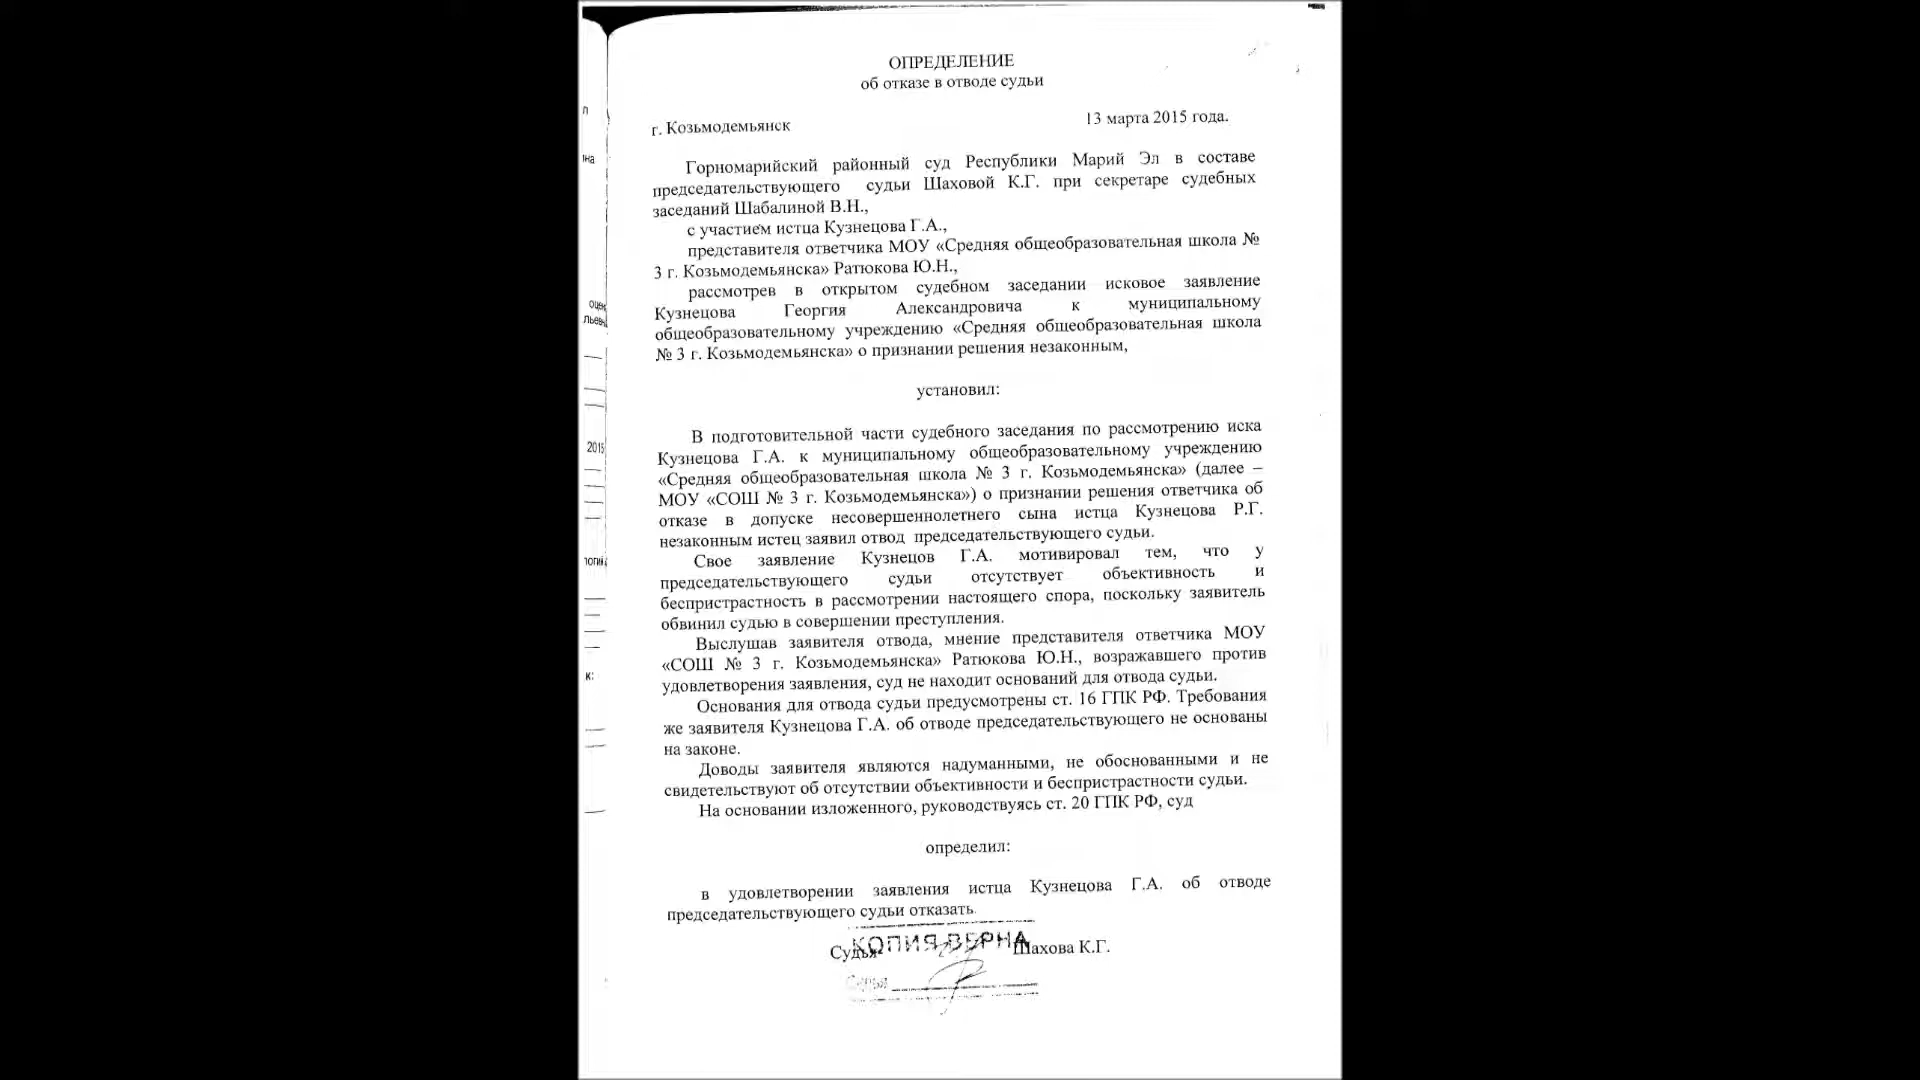 ОПРЕДЕЛЕНИЕ
об отказе в отводе судьи
г. Козьмодемьянск
13 марта 2015 года.
Горномарийский районный суд Республики Марий Эл в составе
председательствующего судьи Шаховой К.Г. при секретаре судебных
заседаний Шабалиной В.Н.,
с участием истца Кузнецова Г.А.,
представителя ответчика МОУ «Средняя общеобразовательная школа №
3 г. Козьмодемьянска» Ратюкова Ю.Н.,
рассмотрев в открытом судебном заседании исковое заявление
Кузнецова Георгия Александровича к муниципальному
общеобразовательному учреждению «Средняя общеобразовательная школа
№ 3 г. Козьмодемьянска» о признании решения незаконным,
установил:
В подготовительной части судебного заседания по рассмотрению иска
Кузнецова Г.А. к муниципальному общеобразовательному учреждению
«Средняя общеобразовательная школа № 3 г. Козьмодемьянска» (далее –
МОУ «СОШ № 3 г. Козьмодемьянска») о признании решения ответчика об
отказе в допуске несовершеннолетнего сына истца Кузнецова Р.Г.
незаконным истец заявил отвод председательствующего судьи.
Свое заявление Кузнецов Г.А. мотивировал тем, что у
председательствующего судьи отсутствует объективность и
беспристрастность в рассмотрении настоящего спора, поскольку заявитель
обвинил судью в совершении преступления.
Выслушав заявителя отвода, мнение представителя ответчика МОУ
«СОШ № 3 г. Козьмодемьянска» Ратюкова Ю.Н., возражавшего против
удовлетворения заявления, суд не находит оснований для отвода судьи.
Основания для отвода судьи предусмотрены ст. 16 ГПК РФ. Требования
же заявителя Кузнецова Г.А. об отводе председательствующего не основаны
на законе.
Доводы заявителя являются надуманными, не обоснованными и не
свидетельствуют об отсутствии объективности и беспристрастности судьи.
На основании изложенного, руководствуясь ст. 20 ГПК РФ, суд
определил:
в удовлетворении заявления истца Кузнецова Г.А. об отводе
председательствующего судьи отказать.
КОПИЯ ВЕРНА
Судья Шахова К.Г.
Судья
2015
к: